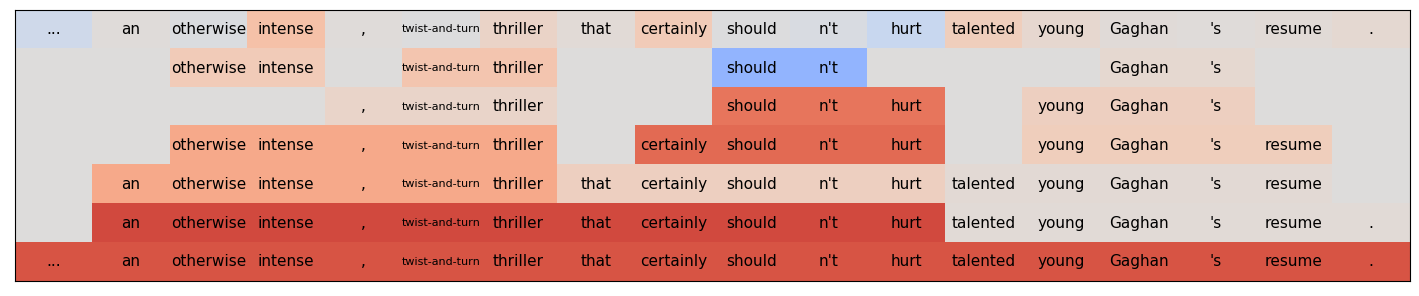 ... an otherwise intense , twist-and-turn thriller that certainly should n't hurt talented young Gaghan 's resume .
otherwise intense twist-and-turn thriller should n't Gaghan 's
, twist-and-turn thriller should n't hurt young Gaghan 's
otherwise intense , twist-and-turn thriller certainly should n't hurt young Gaghan 's resume
an otherwise intense , twist-and-turn thriller that certainly should n't hurt talented young Gaghan 's resume
an otherwise intense , twist-and-turn thriller that certainly should n't hurt talented young Gaghan 's resume .
... an otherwise intense , twist-and-turn thriller that certainly should n't hurt talented young Gaghan 's resume .